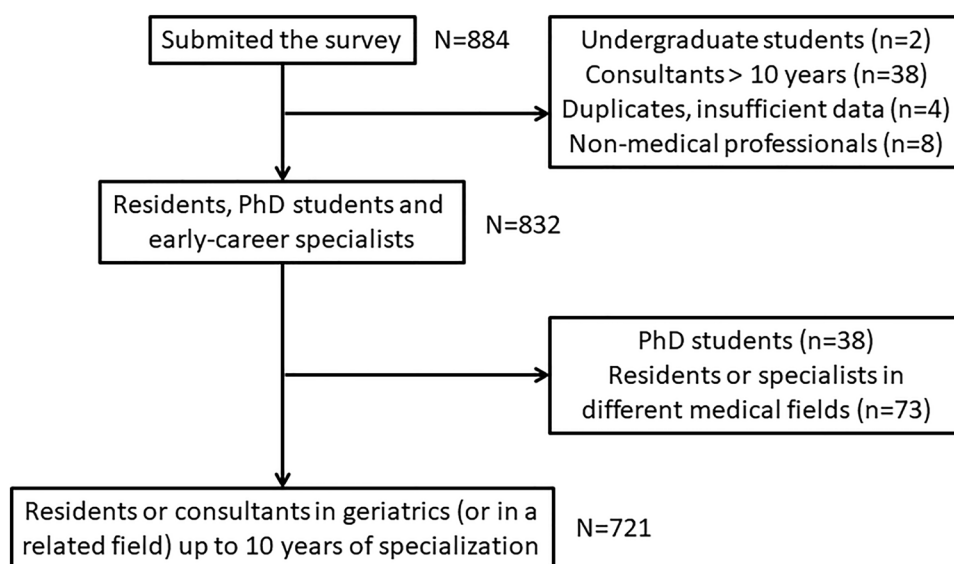 Submited the survey
N=884
Undergraduate students (n=2)
Consultants > 10 years (n=38)
Duplicates, insufficient data (n=4)
Non-medical professionals (n=8)
Residents, PhD students and
early-career specialists
N=832
PhD students (n=38)
Residents or specialists in
different medical fields (n=73)
Residents or consultants in geriatrics (or in a
related field) up to 10 years of specialization
N=721